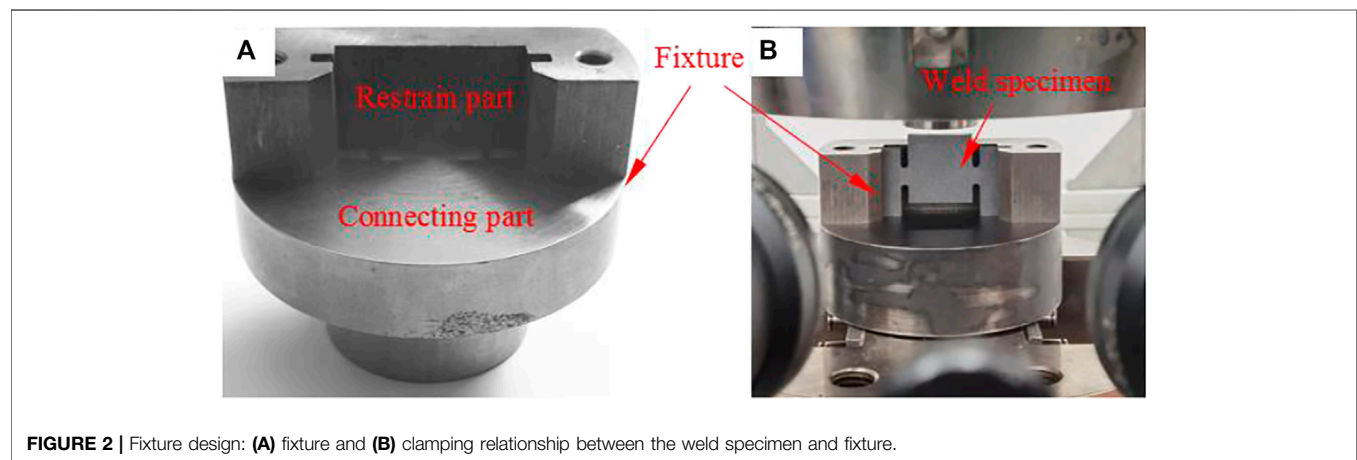 A
Restrain part
Connecting part
Fixture
B
Weld specimen
FIGURE 2 | Fixture design: (A) fixture and (B) clamping relationship between the weld specimen and fixture.